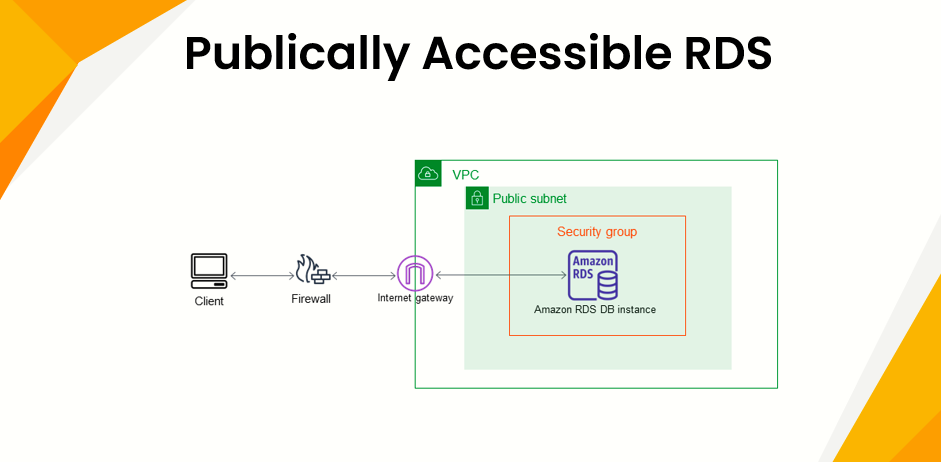 Publically Accessible RDS
VPC
Public subnet
Security group
Amazon
RDS
Amazon RDS DB instance
Client
Firewall
Internet gateway